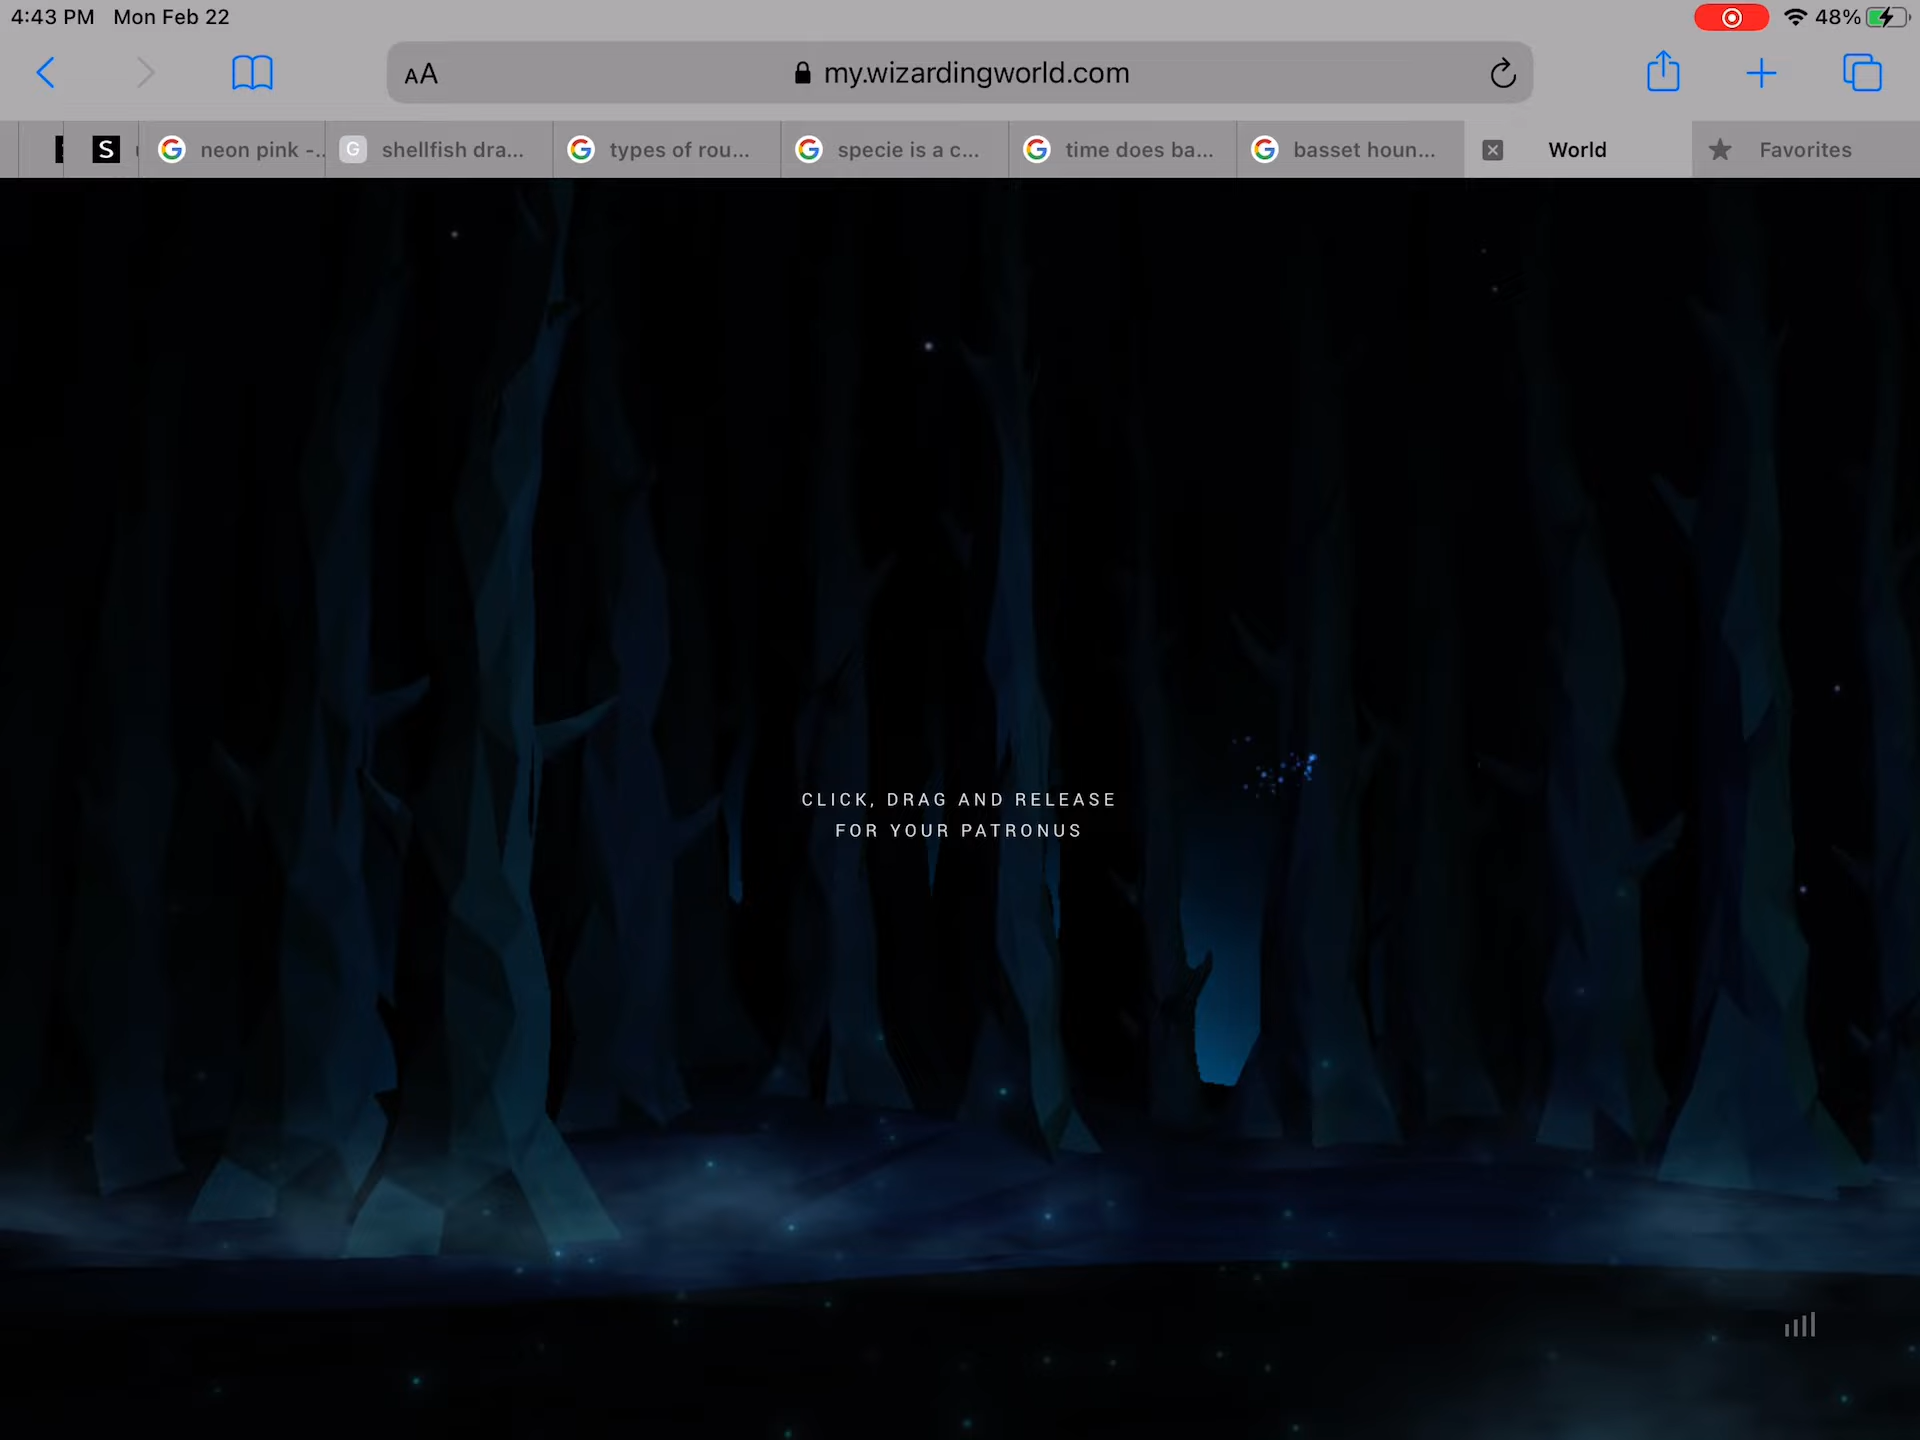 4:43 PM Mon Feb 22
48%
AA
my.wizardingworld.com
S
neon pink -...
G shellfish dra...
G types of rou...
G specie is a c...
G time does ba...
G basset houn...
World
Favorites
CLICK, DRAG AND RELEASE
FOR YOUR PATRONUS